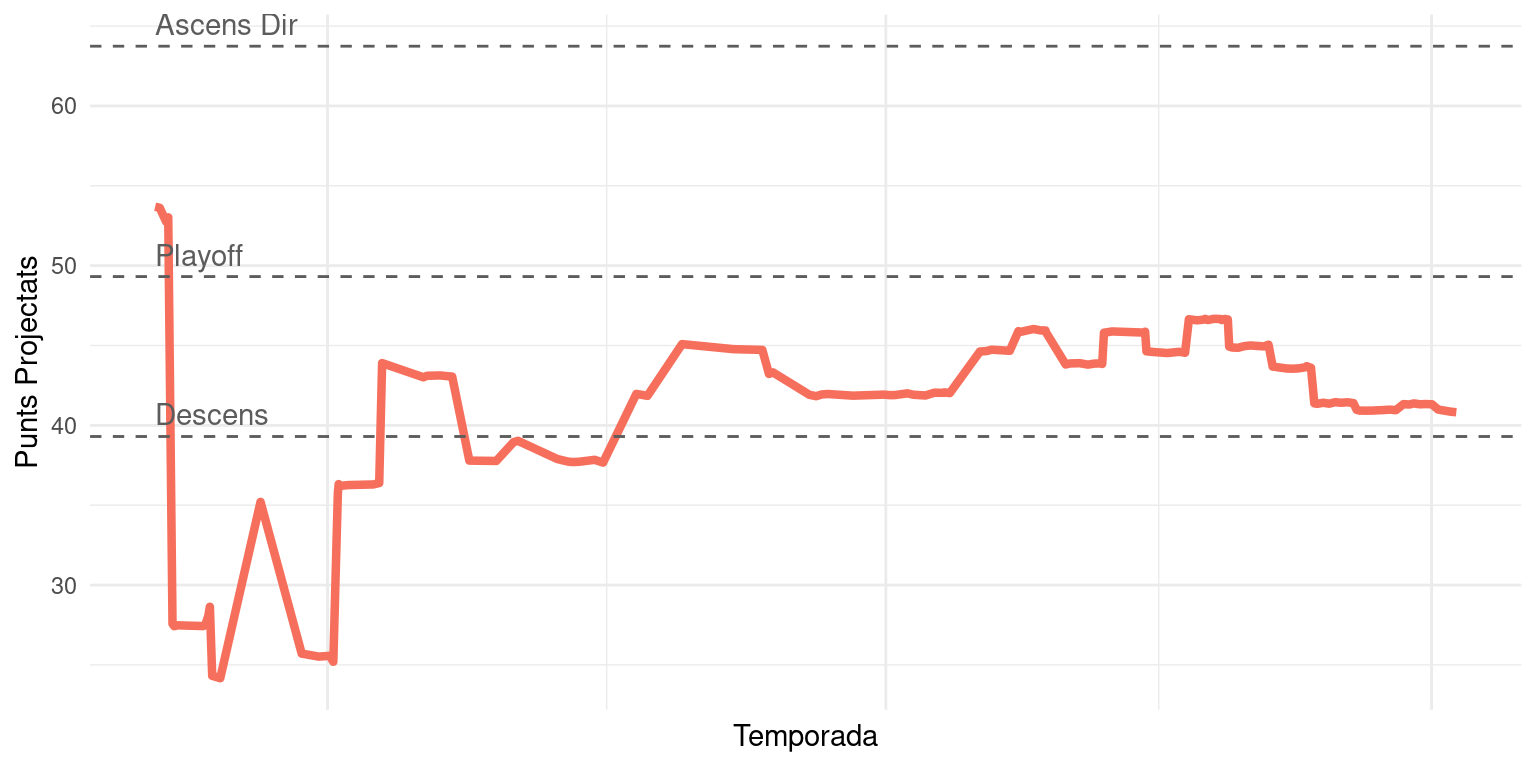 Ascens Dir
60
Playoff
50
Punts Projectats
Descens
40
30
Temporada